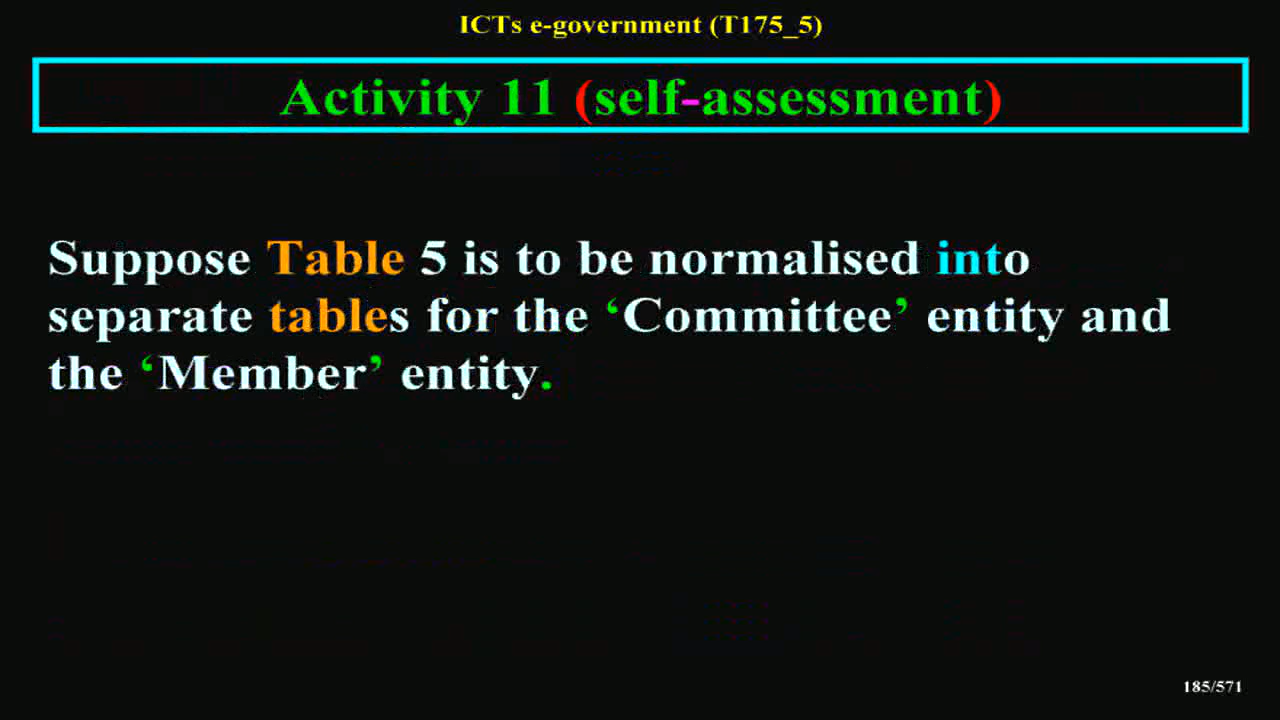 ICTs e-government (T175_5)
Activity 11 (self-assessment)
Suppose Table 5 is to be normalised into
separate tables for the ‘Committee’ entity and
the ‘Member’ entity.
185/571